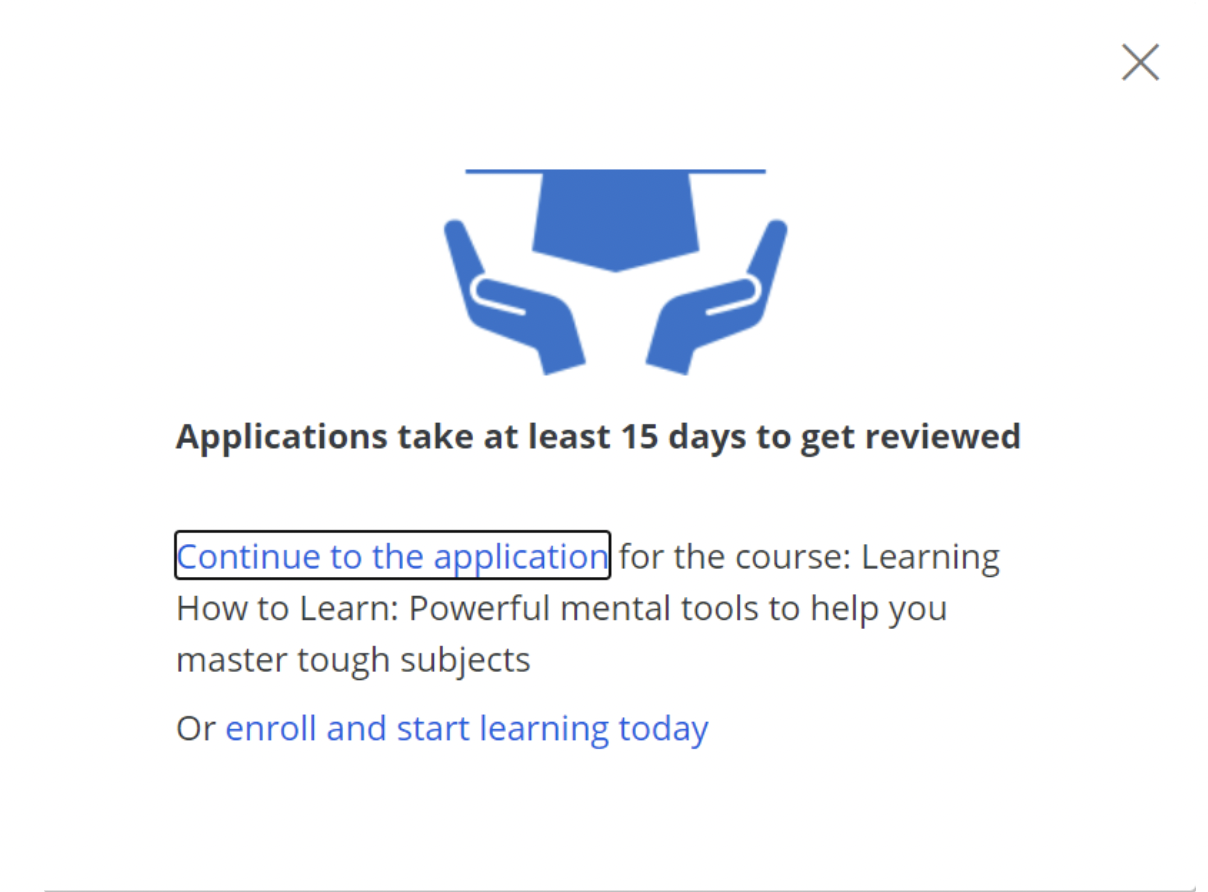 Applications take at least 15 days to get reviewed
Continue to the application for the course: Learning
How to Learn: Powerful mental tools to help you
master tough subjects
Or enroll and start learning today